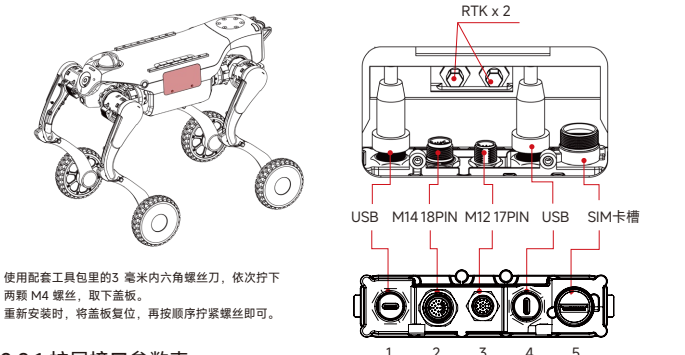 RTK x 2
USB M14 18PIN M12 17PIN USB SIM卡槽
使用配套工具包里的3 毫米内六角螺丝刀，依次拧下
两颗 M4 螺丝，取下盖板。
重新安装时，将盖板复位，再按顺序拧紧螺丝即可。
1 2 3 4 5